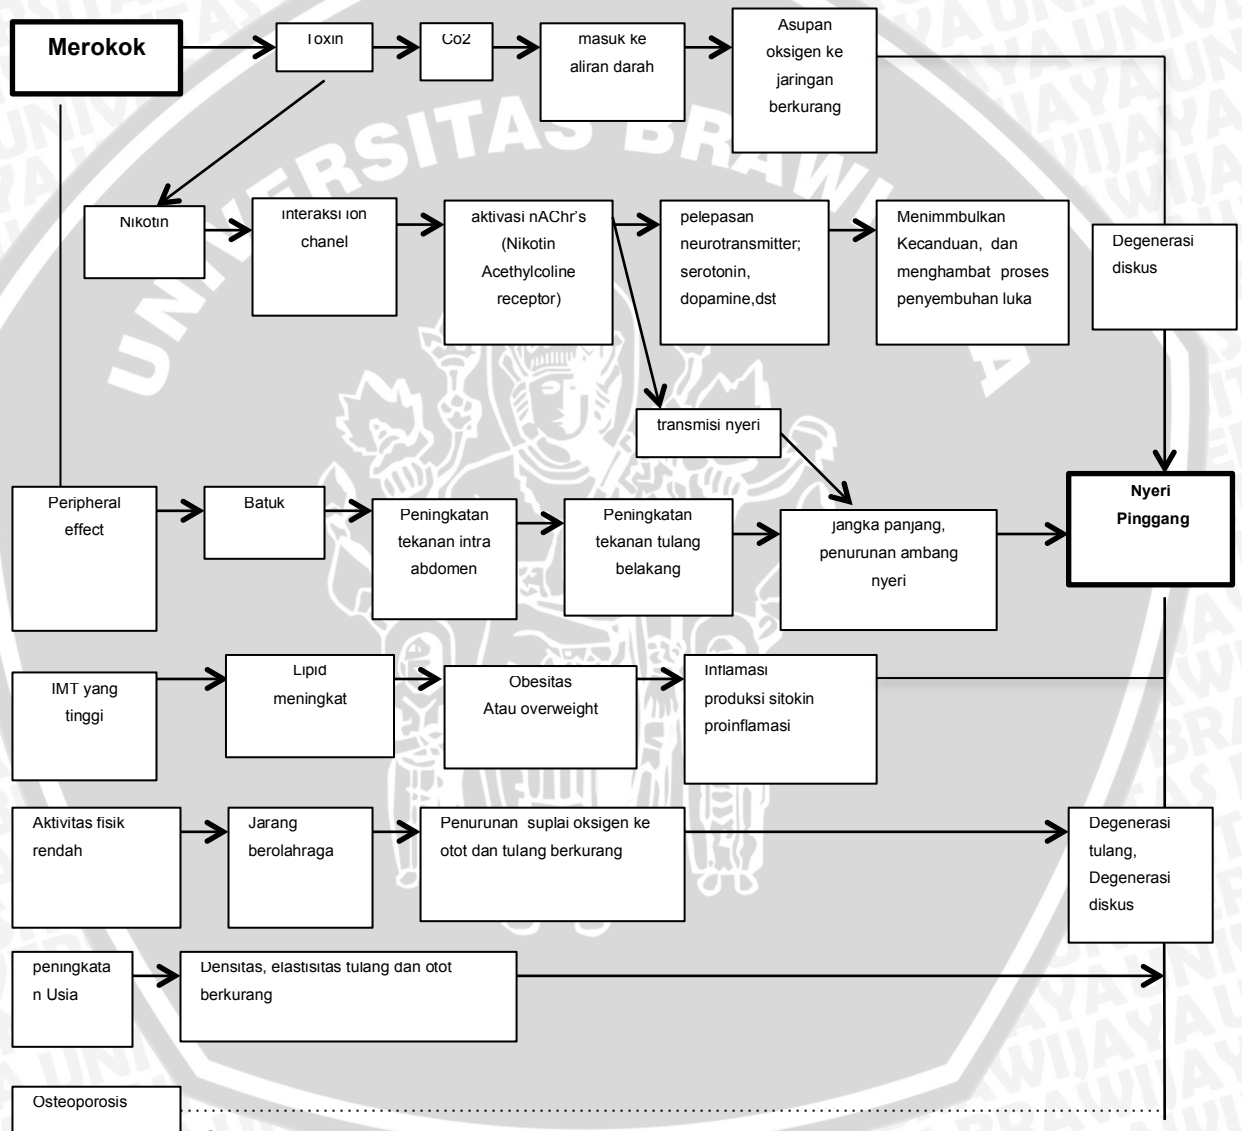 Merokok
Toxin
Co2
masuk ke
aliran darah
Asupan
oksigen ke
jaringan
berkurang
UNIVERSITAS BRAWIJAYA
Nikotin
interaksi ion
chanel
aktivasi nAChr's
(Nikotin
Acethylcoline
receptor)
pelepasan
neurotransmitter;
serotonin,
dopamine,dst
Menimmbulkan
Kecanduan, dan
menghambat proses
penyembuhan luka
Degenerasi
diskus
transmisi nyeri
Peripheral
effect
Batuk
Peningkatan
tekanan intra
abdomen
Peningkatan
tekanan tulang
belakang
jangka panjang,
penurunan ambang
nyeri
Nyeri
Pinggang
IMT yang
tinggi
Lipid
meningkat
Obesitas
Atau overweight
Inflamasi
produksi sitokin
proinflamasi
Aktivitas fisik
rendah
Jarang
berolahraga
Penurunan suplai oksigen ke
otot dan tulang berkurang
Degenerasi
tulang,
Degenerasi
diskus
peningkata
n Usia
Densitas, elastisitas tulang dan otot
berkurang
Osteoporosis